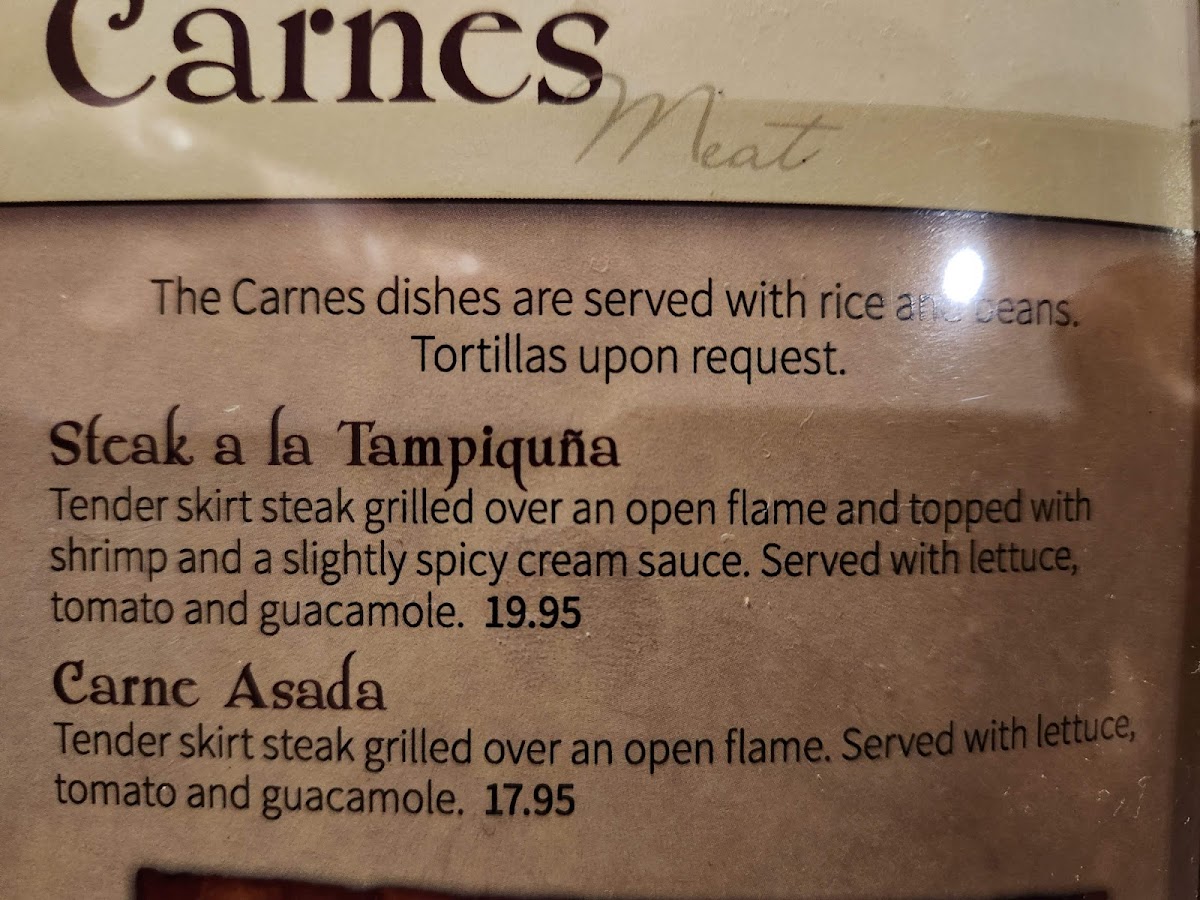 Carnes
Meat
The Carnes dishes are served with rice and beans.
Tortillas upon request.
Steak a la Tampiquña
Tender skirt steak grilled over an open flame and topped with
shrimp and a slightly spicy cream sauce. Served with lettuce,
tomato and guacamole. 19.95
Carne Asada
Tender skirt steak grilled over an open flame. Served with lettuce,
tomato and guacamole. 17.95